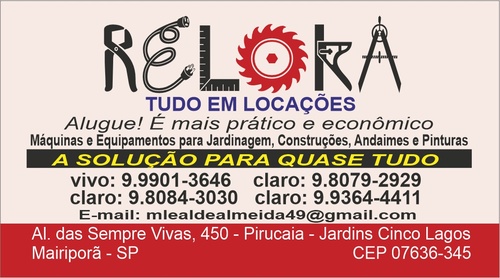 RELOKA
TUDO EM LOCAÇÕES
Alugue! É mais prático e econômico
Máquinas e Equipamentos para Jardinagem, Construções, Andaimes e Pinturas
A SOLUÇÃO PARA QUASE TUDO
vivo: 9.9901-3646 claro: 9.8079-2929
claro: 9.8084-3030 claro: 9.9364-4411
E-mail: mlealdealmeida49@gmail.com
Al. das Sempre Vivas, 450 - Pirucaia - Jardins Cinco Lagos
Mairiporã - SP CEP 07636-345